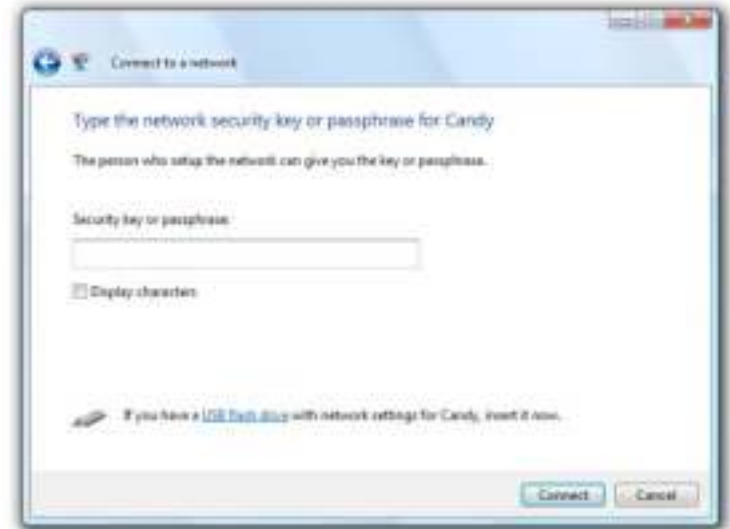 Connect to a network
Type the network security key or passphrase for Candy
The person who setup the network can give you the key or passphrase.
Security key or passphrase:
Display characters
If you have a USB flash drive with network settings for Candy, insert it now.
Connect Cancel